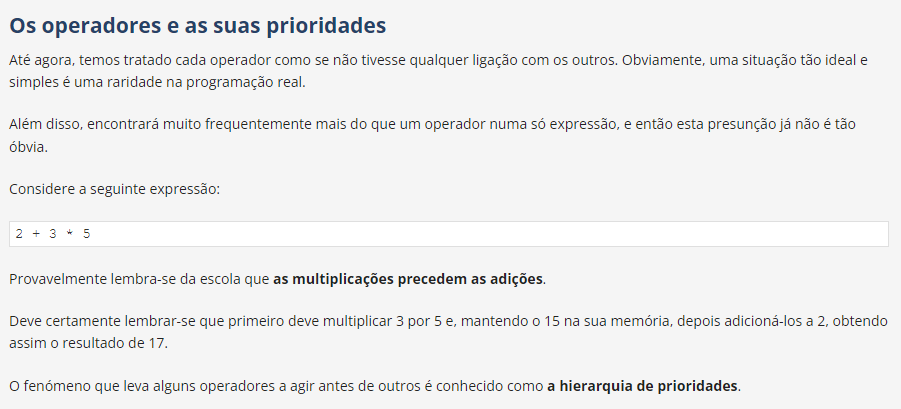 Os operadores e as suas prioridades
Até agora, temos tratado cada operador como se não tivesse qualquer ligação com os outros. Obviamente, uma situação tão ideal e
simples é uma raridade na programação real.
Além disso, encontrará muito frequentemente mais do que um operador numa só expressão, e então esta presunção já não é tão
óbvia.
Considere a seguinte expressão:
2 + 3 * 5
Provavelmente lembra-se da escola que as multiplicações precedem as adições.
Deve certamente lembrar-se que primeiro deve multiplicar 3 por 5 e, mantendo o 15 na sua memória, depois adicioná-los a 2, obtendo
assim o resultado de 17.
O fenómeno que leva alguns operadores a agir antes de outros é conhecido como a hierarquia de prioridades.